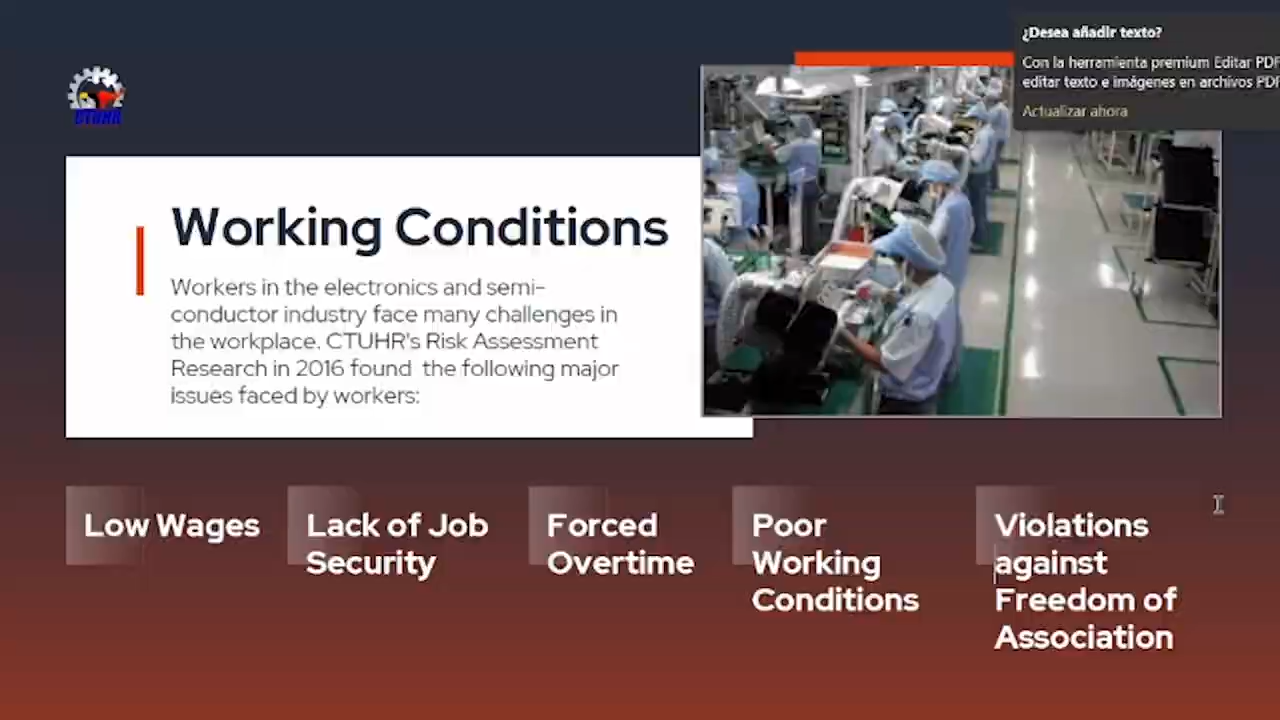 ¿Desea añadir texto?
Con la herramienta premium Editar PDF
editar texto e imágenes en archivos PDF
Actualizar ahora
CTUHR
Working Conditions
Workers in the electronics and semi-
conductor industry face many challenges in
the workplace. CTUHR's Risk Assessment
Research in 2016 found  the following major
issues faced by workers:
Low Wages
Lack of Job
Security
Forced
Overtime
Poor
Working
Conditions
Violations
against
Freedom of
Association